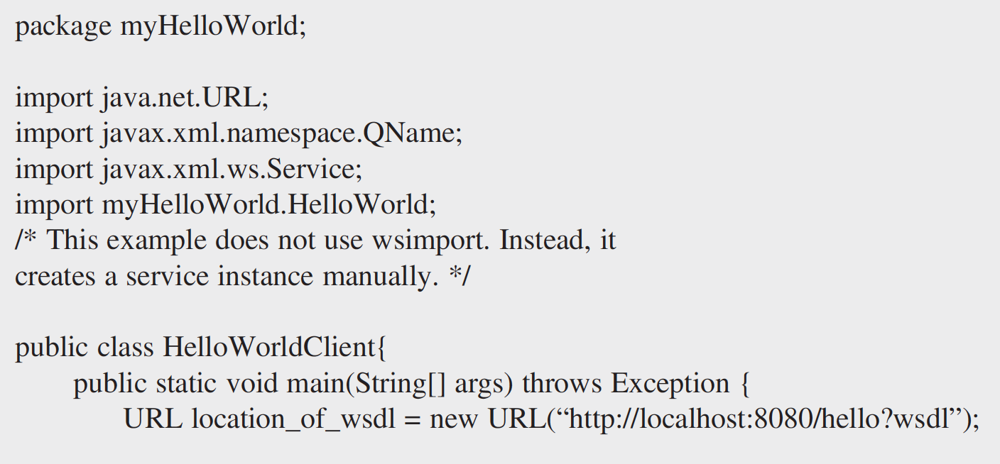 package myHelloWorld;
import java.net.URL;
import javax.xml.namespace.QName;
import javax.xml.ws.Service;
import myHelloWorld.HelloWorld;
/* This example does not use wsimport. Instead, it
creates a service instance manually. */
public class HelloWorldClient{
public static void main(String[] args) throws Exception {
URL location_of_wsdl = new URL(“http://localhost:8080/hello?wsdl”);